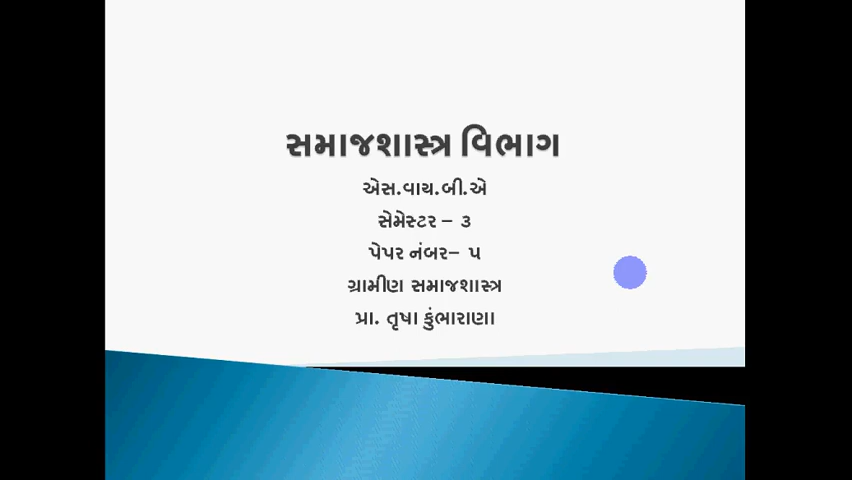 સમાજશાસ્ત્ર વિભાગ
એસ.વાય.બી.એ
સેમેસ્ટર – ૩
પેપર નંબર– ૫
ગ્રામીણ સમાજશાસ્ત્ર
પ્રા. તૃષા કુંભારાણા